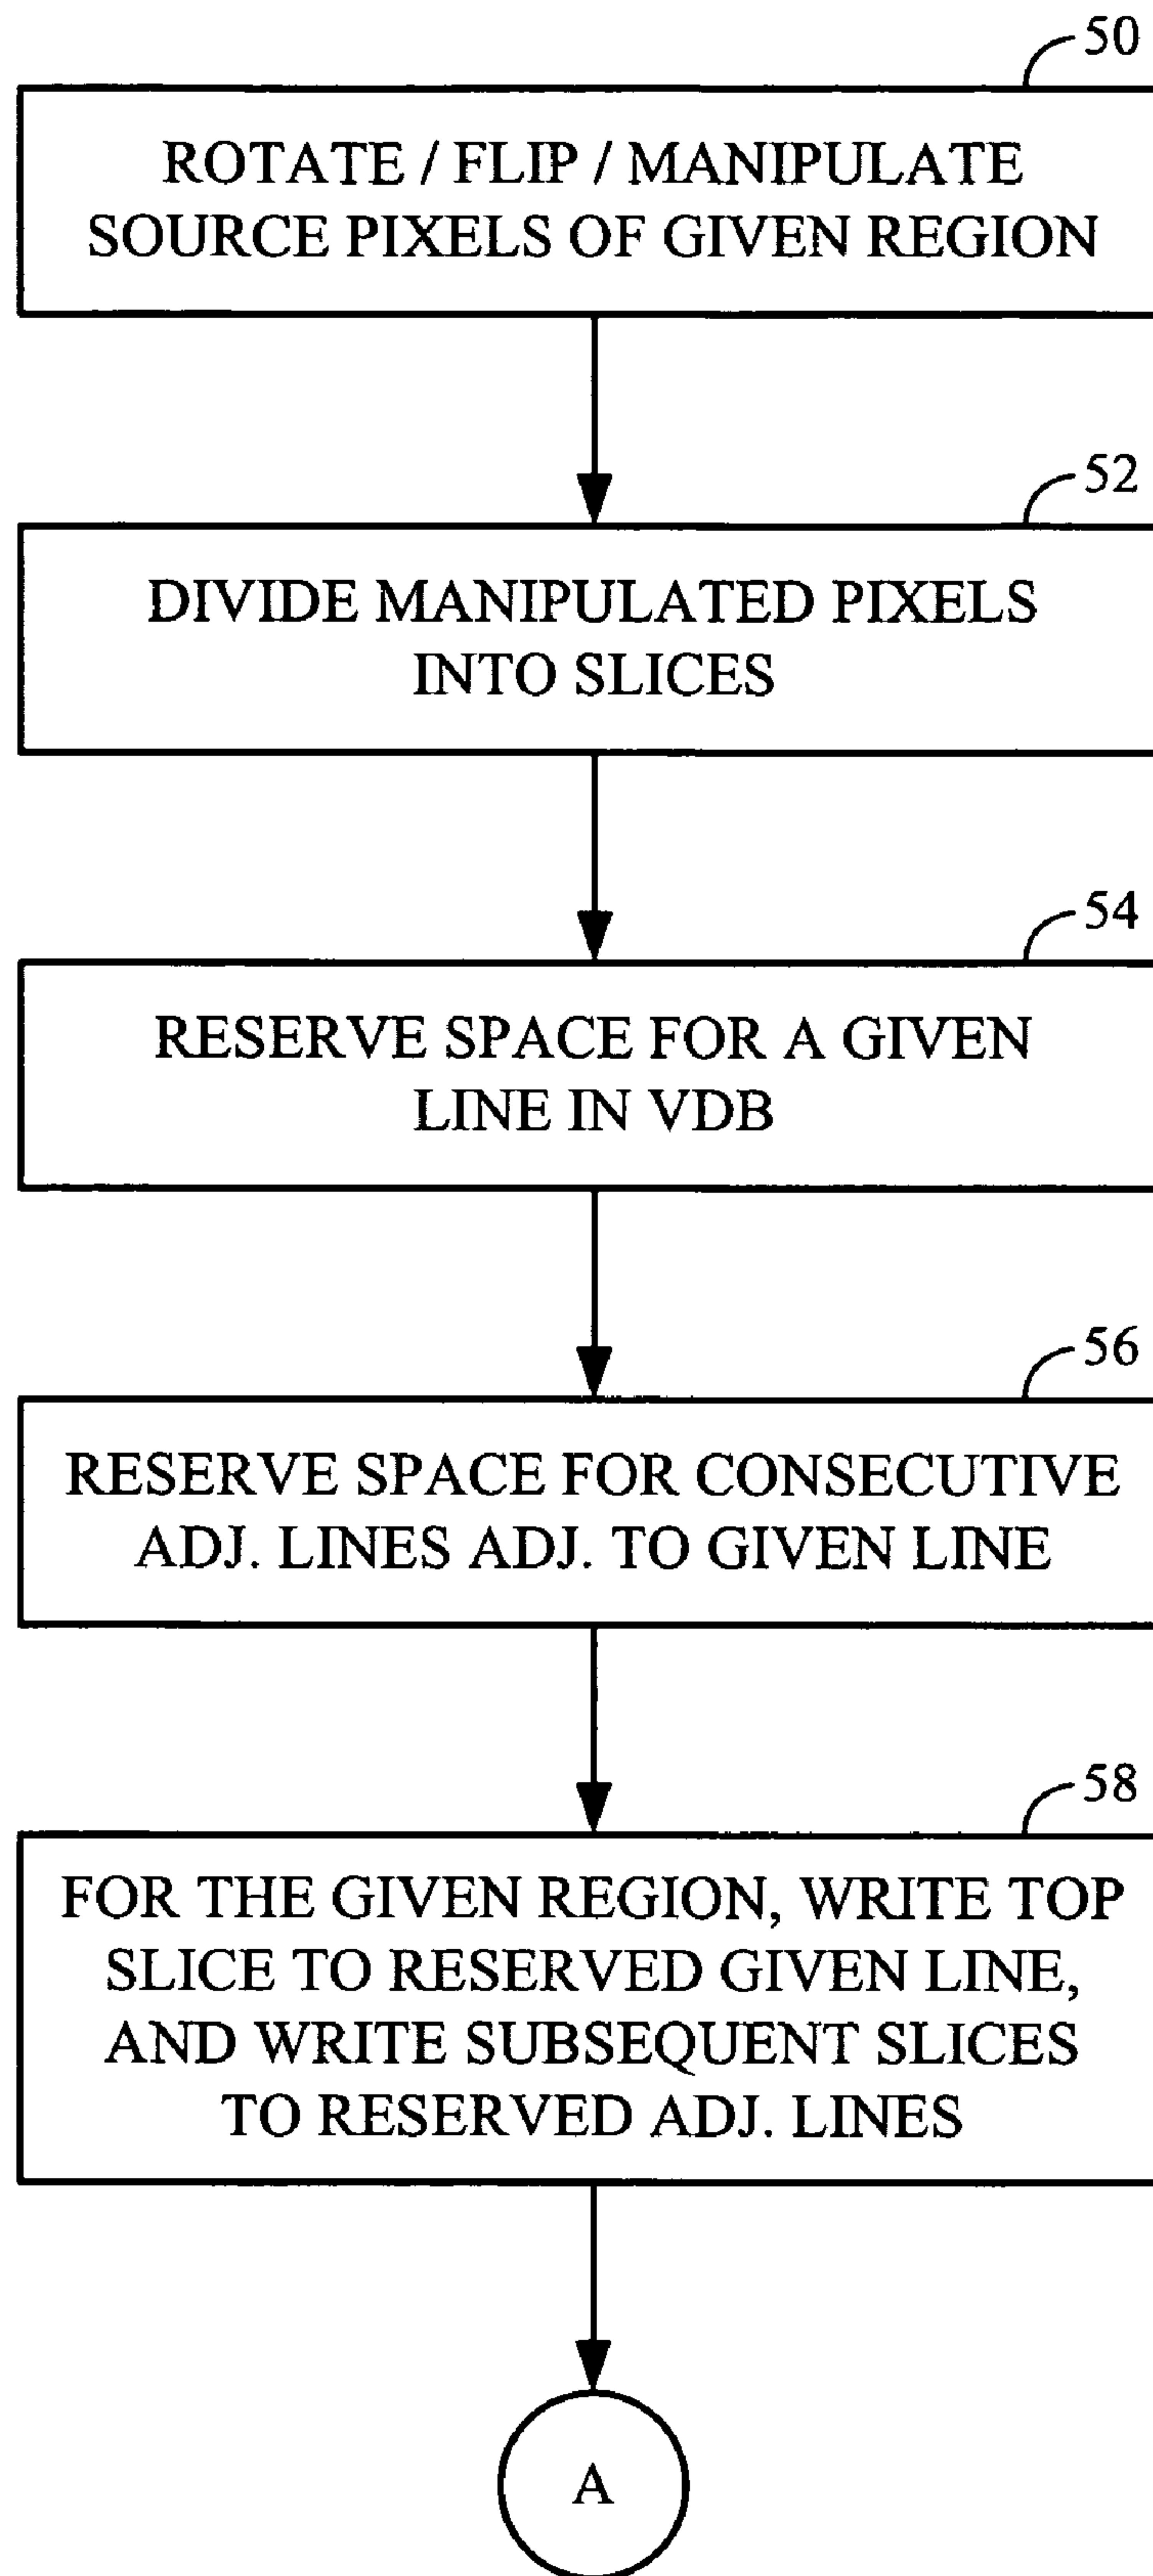 50
ROTATE / FLIP / MANIPULATE
SOURCE PIXELS OF GIVEN REGION
52
DIVIDE MANIPULATED PIXELS
INTO SLICES
54
RESERVE SPACE FOR A GIVEN
LINE IN VDB
56
RESERVE SPACE FOR CONSECUTIVE
ADJ. LINES ADJ. TO GIVEN LINE
58
FOR THE GIVEN REGION, WRITE TOP
SLICE TO RESERVED GIVEN LINE,
AND WRITE SUBSEQUENT SLICES
TO RESERVED ADJ. LINES
A